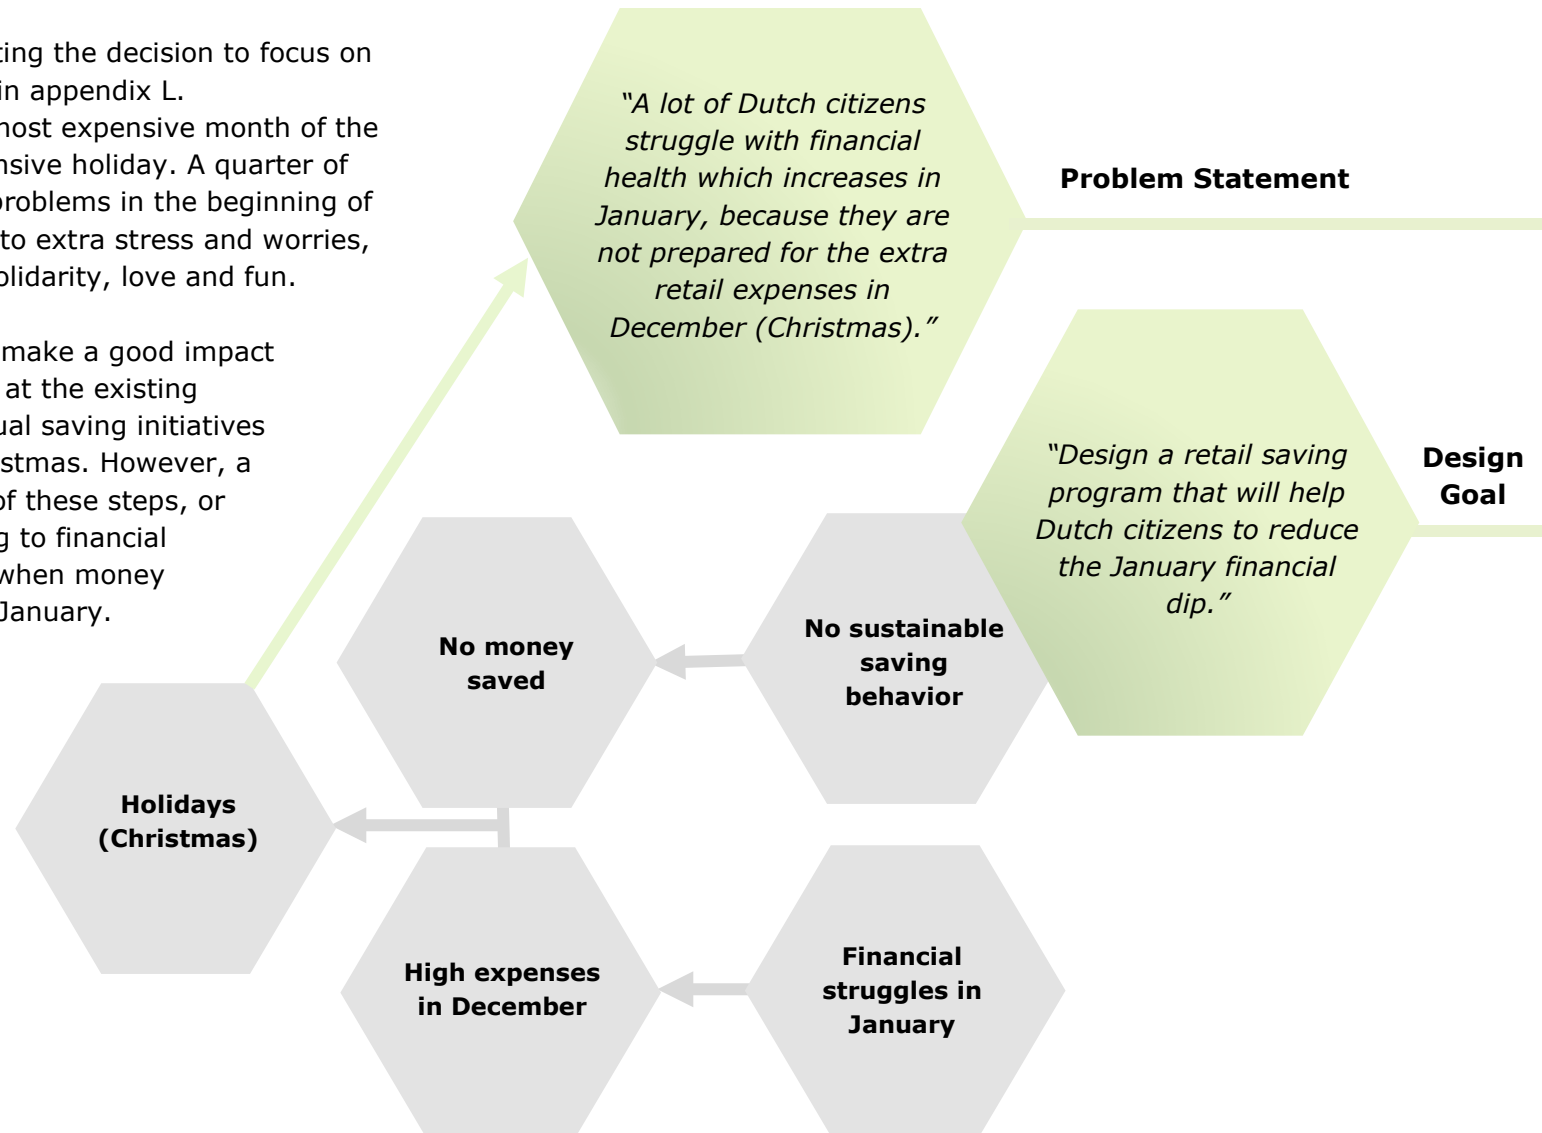 ting the decision to focus on
in appendix L.
most expensive month of the
nsive holiday. A quarter of
problems in the beginning of
to extra stress and worries,
olidarity, love and fun.
make a good impact
at the existing
ual saving initiatives
istmas. However, a
of these steps, or
g to financial
when money
January.
“A lot of Dutch citizens
struggle with financial
health which increases in
January, because they are
not prepared for the extra
retail expenses in
December (Christmas).”
Problem Statement
“Design a retail saving
program that will help
Dutch citizens to reduce
the January financial
dip.”
Design
Goal
No money
saved
No sustainable
saving
behavior
Holidays
(Christmas)
High expenses
in December
Financial
struggles in
January